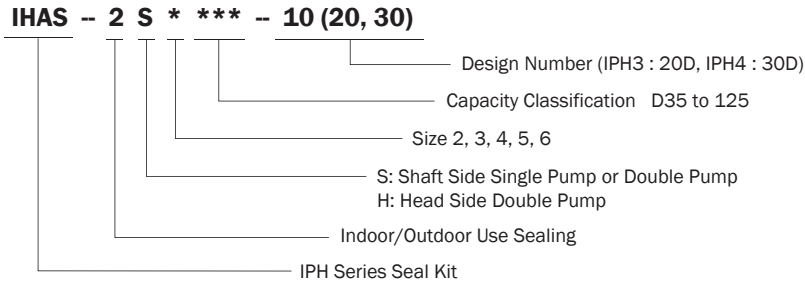 IHAS -- 2 S * *** -- 10 (20, 30)
Design Number (IPH3 : 20D, IPH4 : 30D)
Capacity Classification D35 to 125
Size 2, 3, 4, 5, 6
S: Shaft Side Single Pump or Double Pump
H: Head Side Double Pump
Indoor/Outdoor Use Sealing
IPH Series Seal Kit